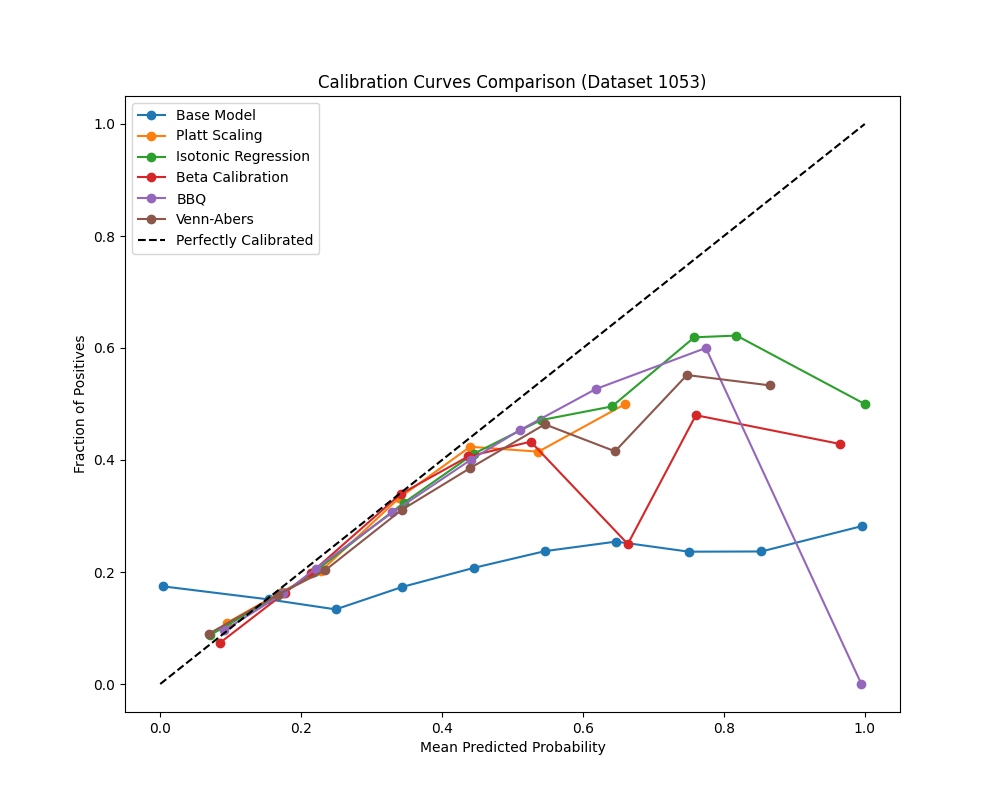 Calibration Curves Comparison (Dataset 1053)
Base Model
Platt Scaling
Isotonic Regression
Beta Calibration
BBQ
Venn-Abers
Perfectly Calibrated
Fraction of Positives
1.0
0.8
0.6
0.4
0.2
0.0
0.0 0.2 0.4 0.6 0.8 1.0
Mean Predicted Probability